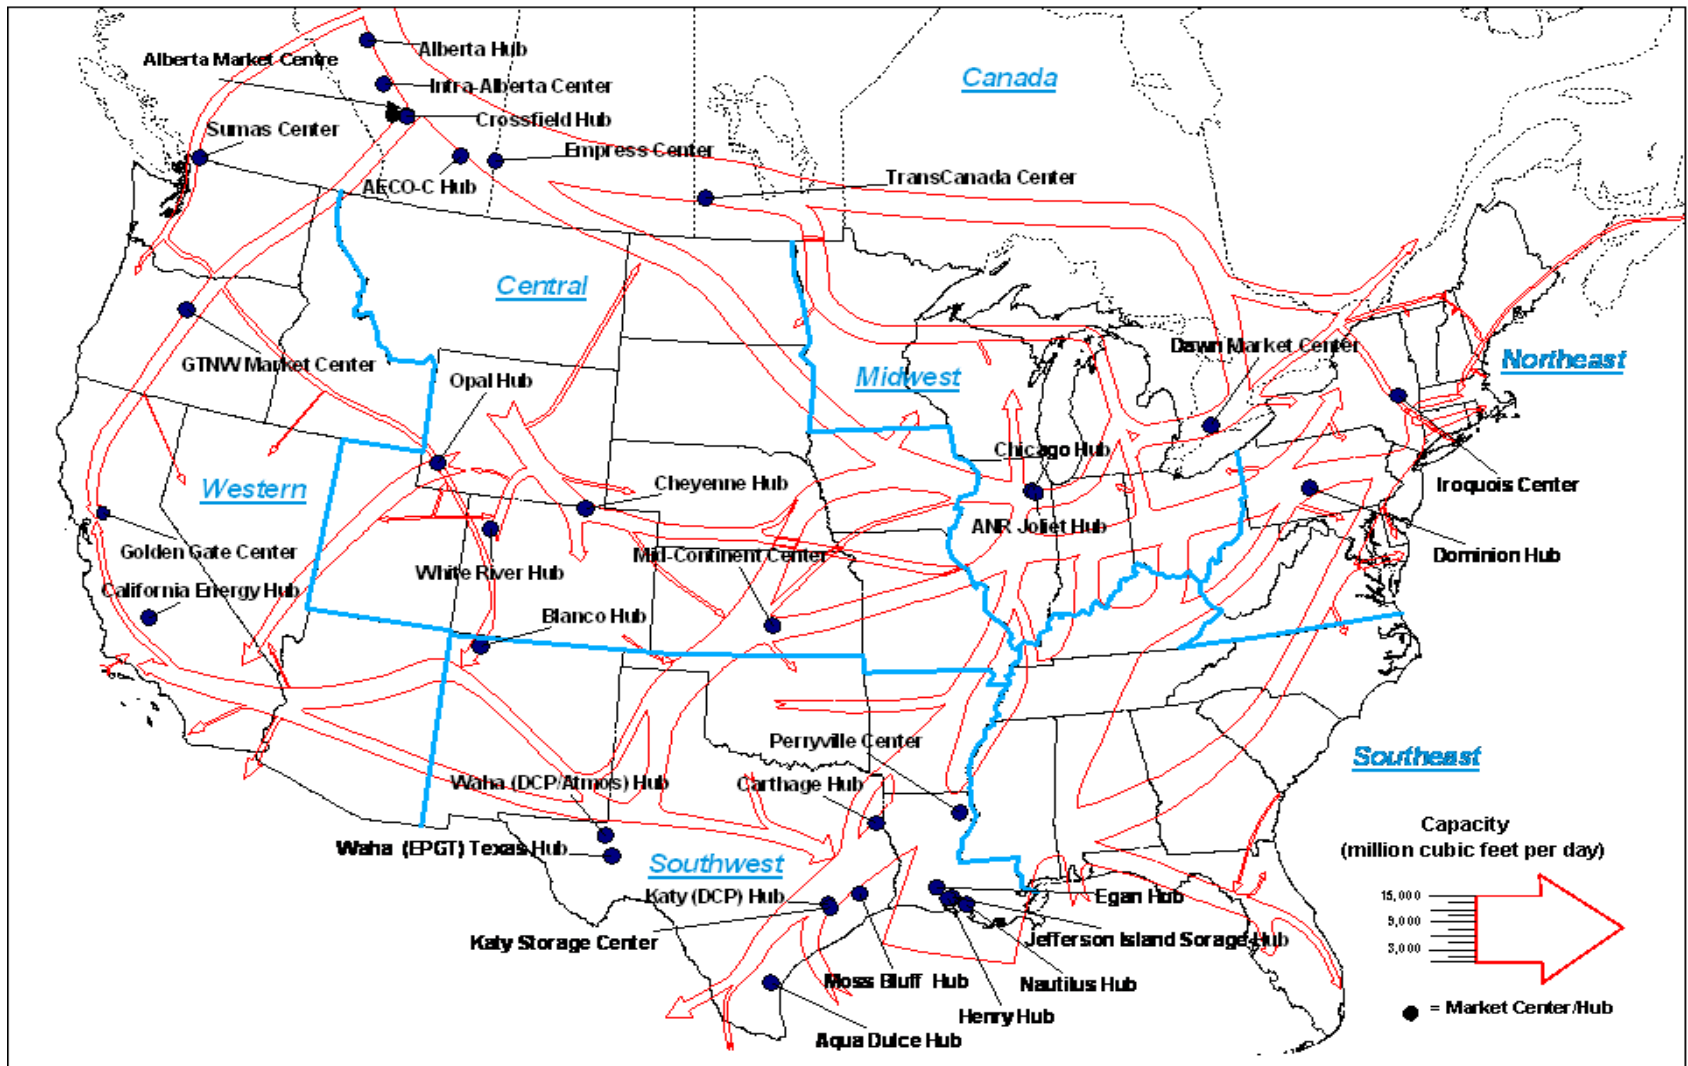 Alberta Hub
Alberta Market Centre
Canada
Intra-Alberta Center
Crossfield Hub
Sumas Center
Empress Center
AECO-C Hub
TransCanada Center
Central
GTNW Market Center
Dawn Market Center
Northeast
Opal Hub
Midwest
Chicago Hub
Western
Cheyenne Hub
Iroquois Center
ANR Joliet Hub
Golden Gate Center
Mid-Continent Center
Dominion Hub
White River Hub
California Energy Hub
Blanco Hub
Perryville Center
Southeast
Waha (DCP/Atmos) Hub
Carthage Hub
Capacity
(million cubic feet per day)
Waha (EPGT) Texas Hub
Southwest
Katy (DCP) Hub
Egan Hub
15,000
9,000
3,000
Katy Storage Center
Jefferson Island Sorage Hub
Moss Bluff Hub
Nautilus Hub
Henry Hub
= Market Center/Hub
Aqua Dulce Hub